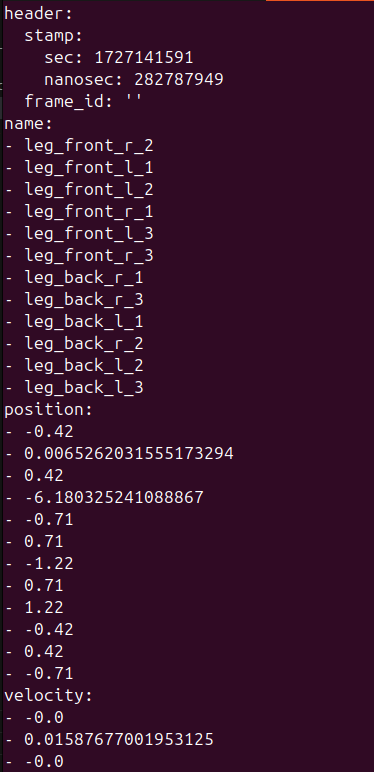 header:
  stamp:
    sec: 1727141591
    nanosec: 282787949
  frame_id: ''
name:
- leg_front_r_2
- leg_front_l_1
- leg_front_l_2
- leg_front_r_1
- leg_front_l_3
- leg_front_r_3
- leg_back_r_1
- leg_back_r_3
- leg_back_l_1
- leg_back_r_2
- leg_back_l_2
- leg_back_l_3
position:
- -0.42
- 0.0065262031555173294
- 0.42
- -6.180325241088867
- -0.71
- 0.71
- -1.22
- 0.71
- 1.22
- -0.42
- 0.42
- -0.71
velocity:
- -0.0
- 0.01587677001953125
- -0.0